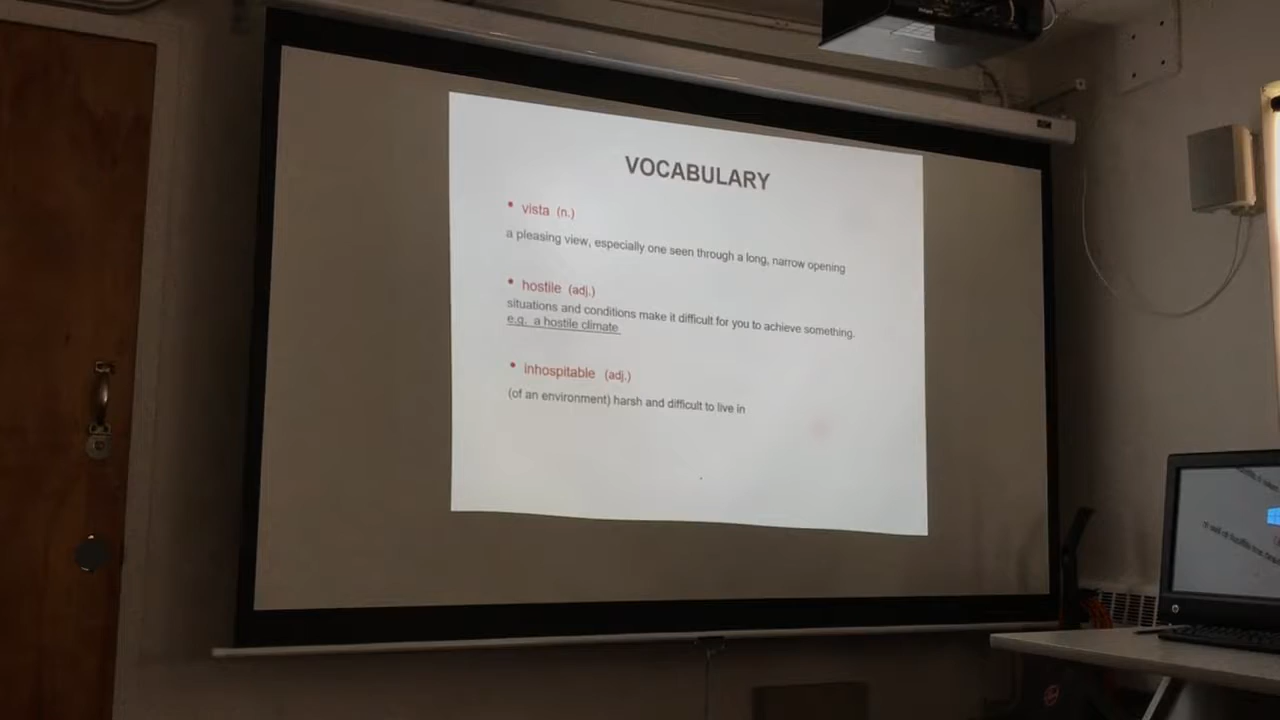 VOCABULARY
• vista (n.)
a pleasing view, especially one seen through a long, narrow opening
• hostile (adj.)
situations and conditions make it difficult for you to achieve something.
e.g. a hostile climate
• inhospitable (adj.)
(of an environment) harsh and difficult to live in